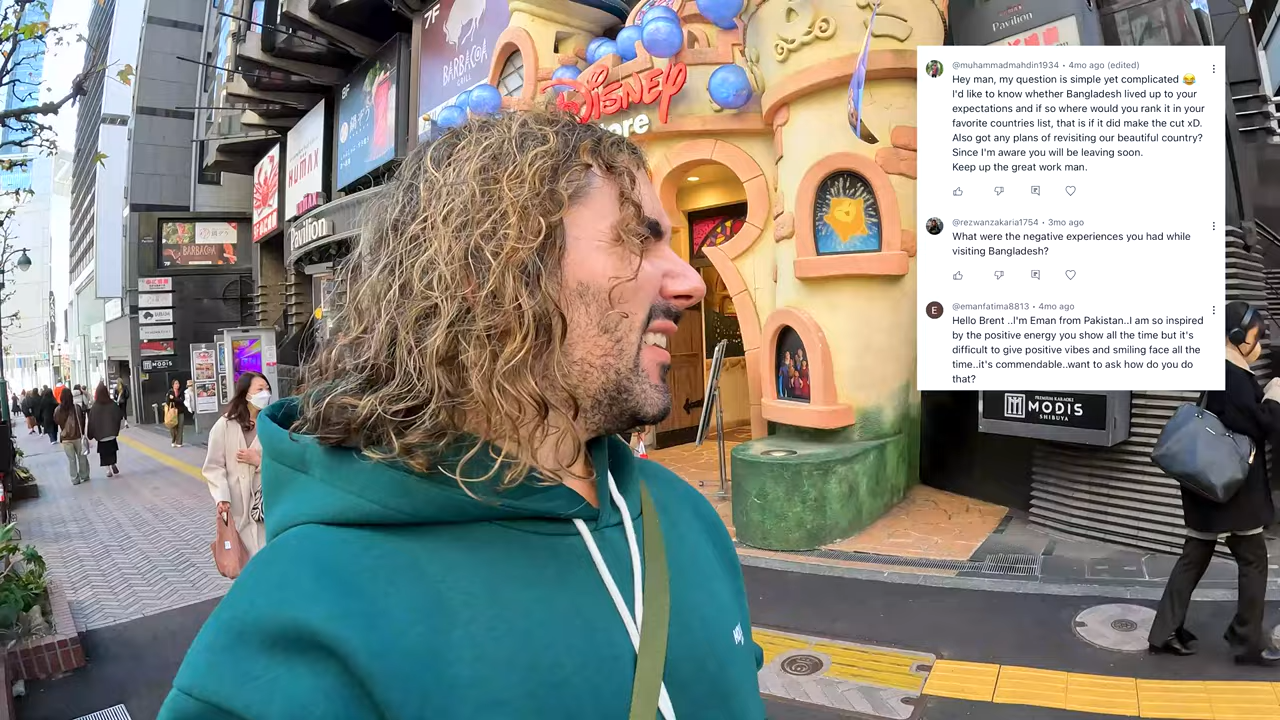 7F
BARBACOA
GRILL
8F
HUMAX
Pavilion
BARBACOA
MODIS
DISNEY
Store
Pavilion
@muhammadmahdin1934 • 4mo ago (edited)
Hey man, my question is simple yet complicated 😂
I'd like to know whether Bangladesh lived up to your
expectations and if so where would you rank it in your
favorite countries list, that is if it did make the cut xD.
Also got any plans of revisiting our beautiful country?
Since I'm aware you will be leaving soon.
Keep up the great work man.
@rezwanzakaria1754 • 3mo ago
What were the negative experiences you had while
visiting Bangladesh?
E
@emanfatima8813 • 4mo ago
Hello Brent ..I'm Eman from Pakistan..I am so inspired
by the positive energy you show all the time but it's
difficult to give positive vibes and smiling face all the
time..it's commendable..want to ask how do you do
that?
PREMIUM KARAOKE
MODIS
SHIBUYA